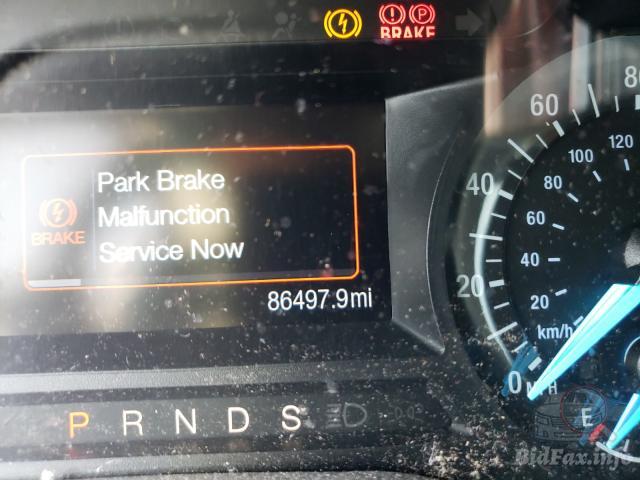 BRAKE
Park Brake
Malfunction
Service Now
BRAKE
86497.9mi
P R N D S
80
60
40
20
0 MPH
120
100
80
60
40
20
km/h
E
BidFax.info